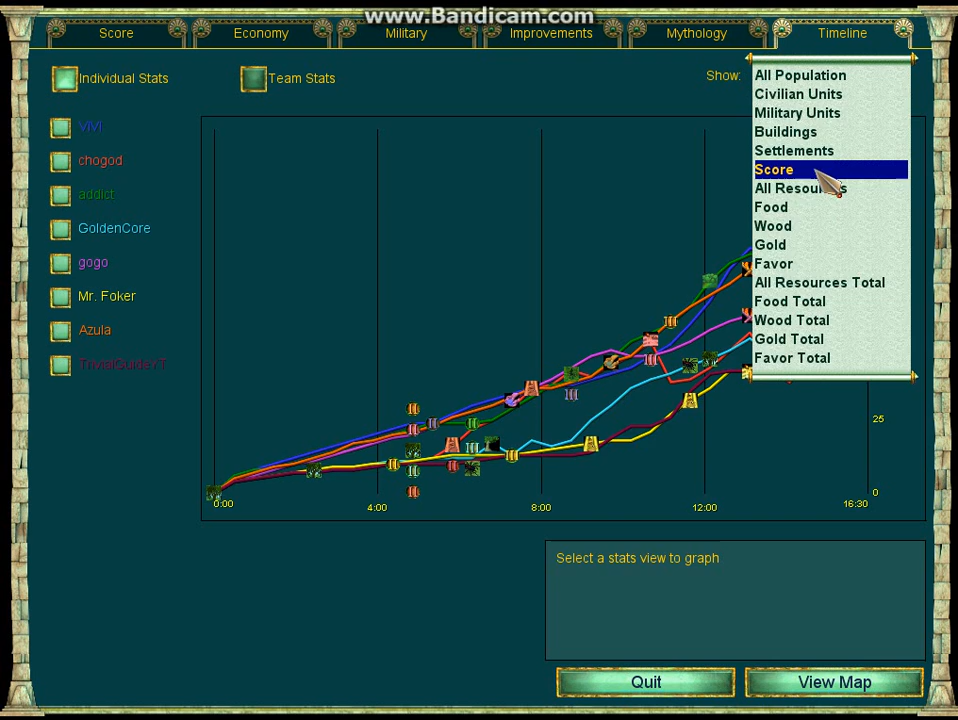 www.Bandicam.com
Score
Economy
Military
Improvements
Mythology
Timeline
Individual Stats
Team Stats
Show:
All Population
Civilian Units
Military Units
Buildings
Settlements
Score
All Resources
Food
Wood
Gold
Favor
All Resources Total
Food Total
Wood Total
Gold Total
Favor Total
ViVi
chogod
addict
GoldenCore
gogo
Mr. Foker
Azula
TrivialGuideYT
25
0
0:00
4:00
8:00
12:00
16:30
Select a stats view to graph
Quit
View Map